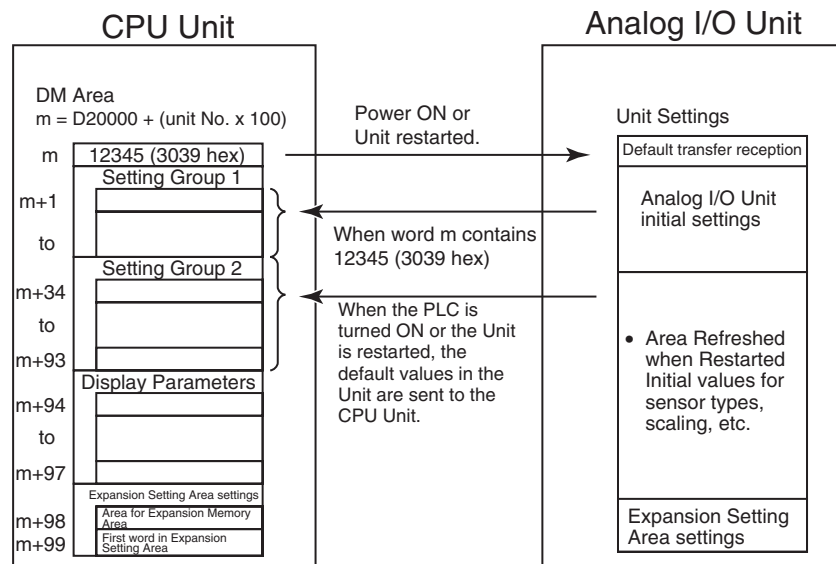 CPU Unit
Analog I/O Unit
DM Area
m = D20000 + (unit No. x 100)
Power ON or
Unit restarted.
Unit Settings
m
12345 (3039 hex)
Default transfer reception
Setting Group 1
m+1
to
Analog I/O Unit
initial settings
When word m contains
12345 (3039 hex)
Setting Group 2
m+34
to
m+93
When the PLC is
turned ON or the Unit
is restarted, the
default values in the
Unit are sent to the
CPU Unit.
• Area Refreshed
when Restarted
Initial values for
sensor types,
scaling, etc.
Display Parameters
m+94
to
m+97
Expansion Setting Area settings
m+98
Area for Expansion Memory
Area
m+99
First word in Expansion
Setting Area
Expansion Setting
Area settings